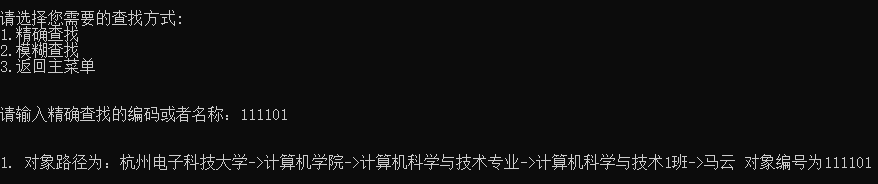 请选择您需要的查找方式:
1.精确查找
2.模糊查找
3.返回主菜单
请输入精确查找的编码或者名称：111101
1. 对象路径为：杭州电子科技大学->计算机学院->计算机科学与技术专业->计算机科学与技术1班->马云 对象编号为111101